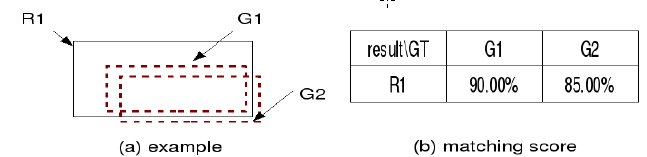 R1
G1
G2
(a) example
result\GT G1 G2
R1 90.00% 85.00%
(b) matching score